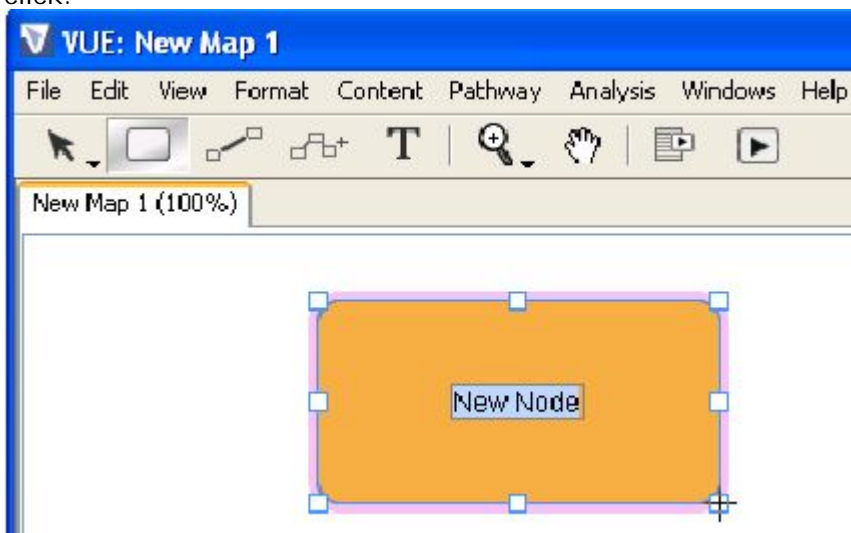 click.
VUE: New Map 1
File Edit View Format Content Pathway Analysis Windows Help
T
New Map 1 (100%)
New Node